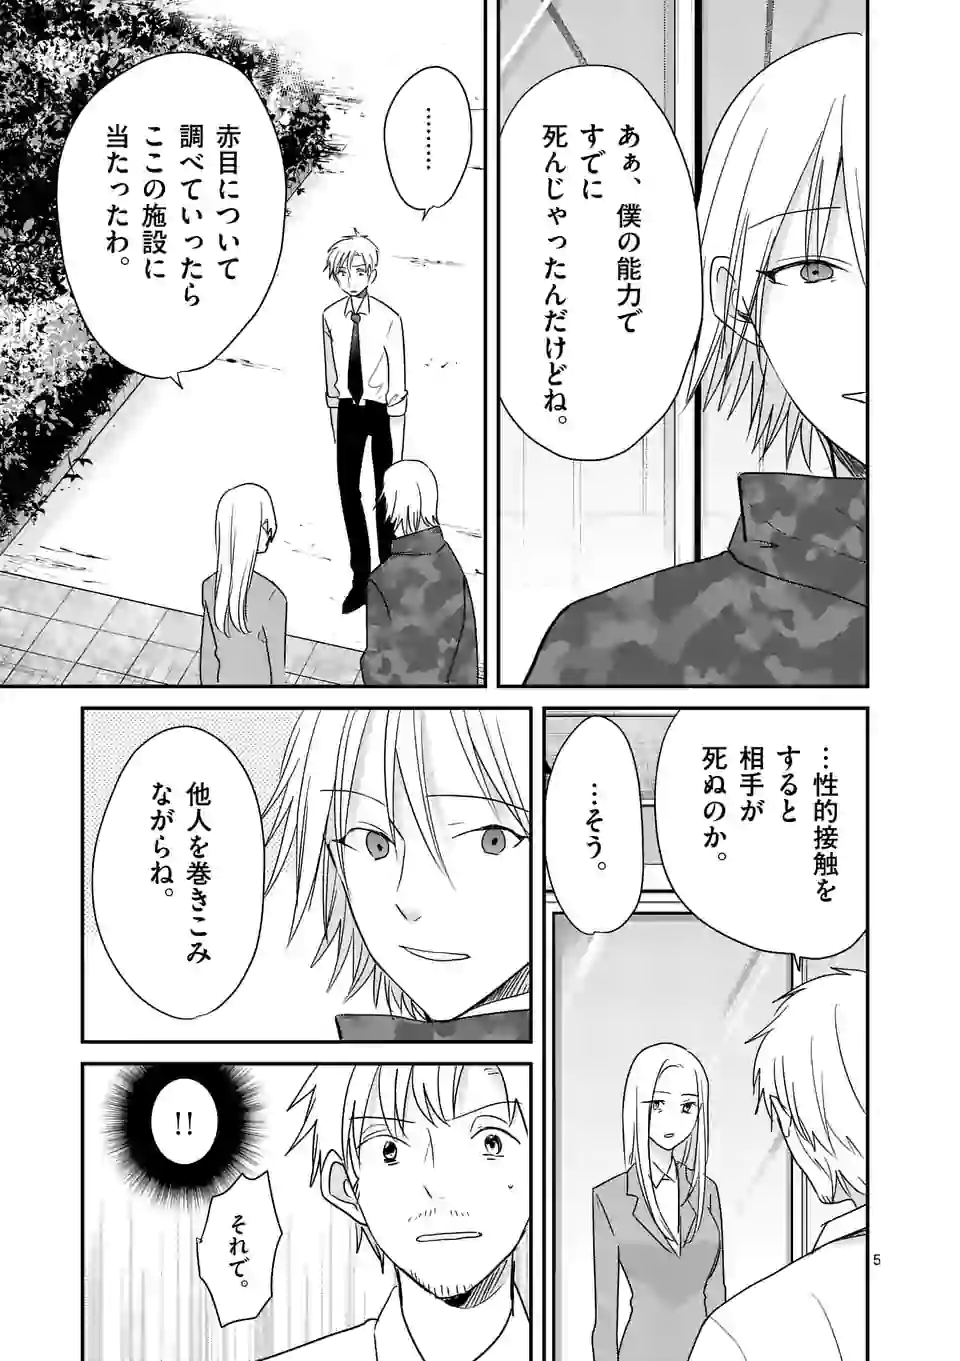 あぁ、僕の能力で
すでに
死んじゃったんだけどね。
………
赤目について
調べていったら
ここの施設に
当たったわ。
…性的接触を
すると
相手が
死ぬのか。
…そう。
他人を巻きこみ
ながらね。
!!
それで。
5